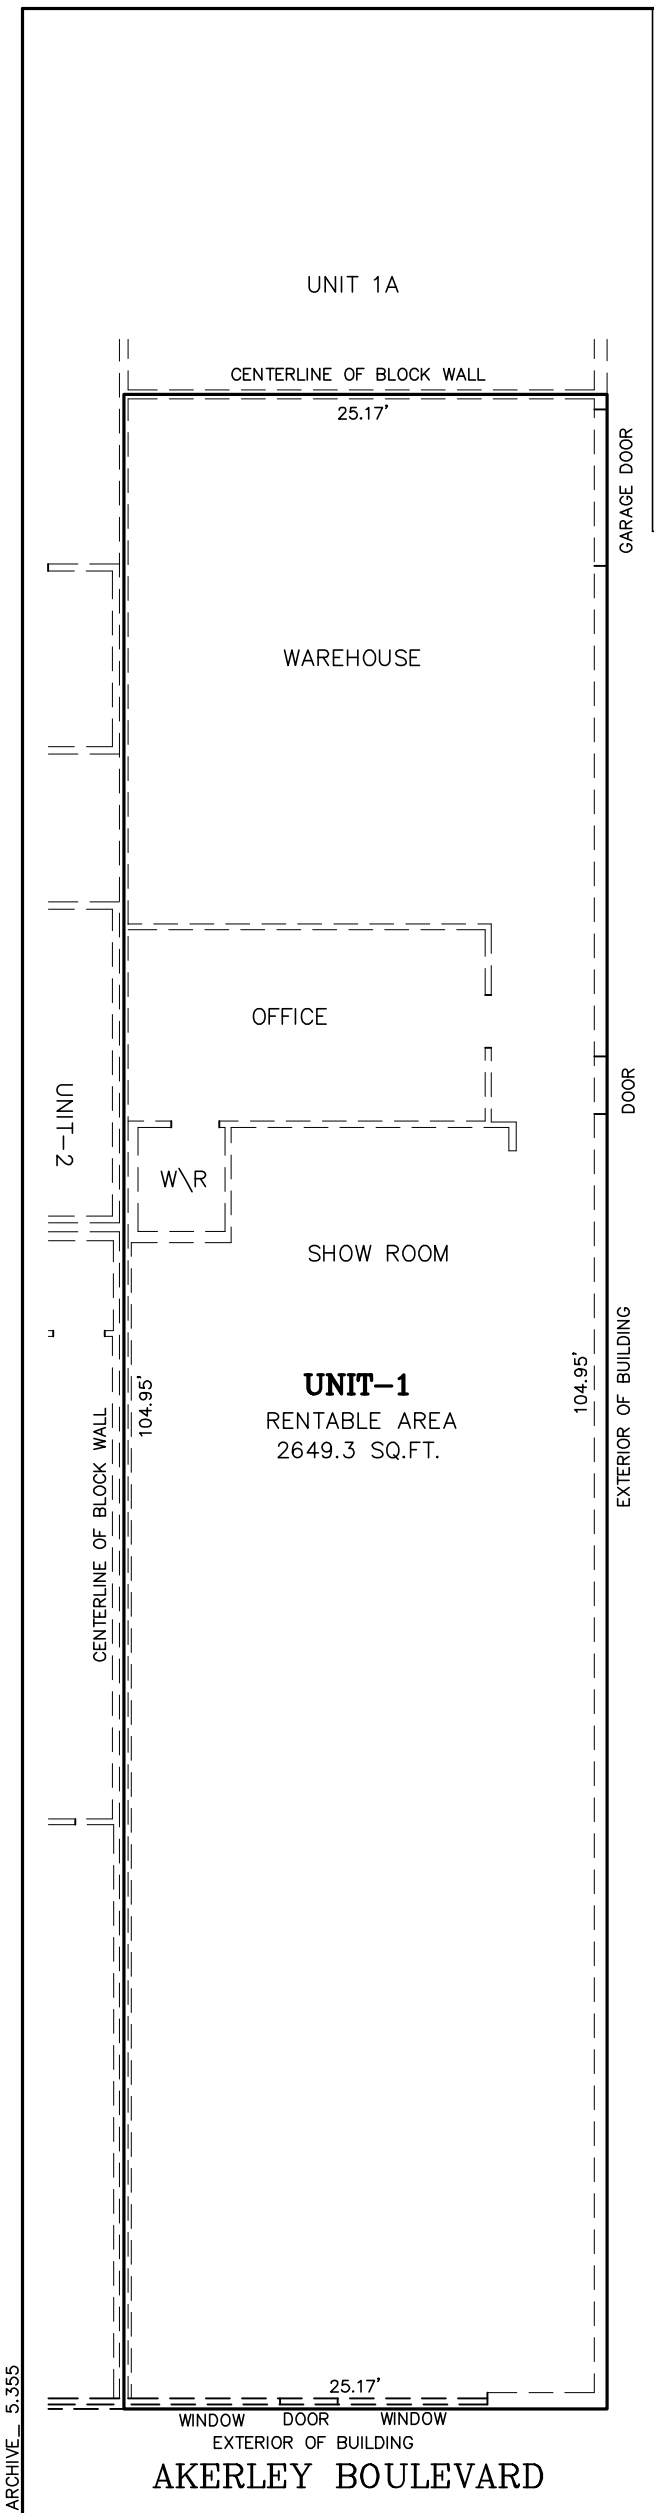 UNIT 1A
CENTERLINE OF BLOCK WALL
25.17'
GARAGE DOOR
WAREHOUSE
OFFICE
DOOR
UNIT-2
W\R
SHOW ROOM
UNIT-1
RENTABLE AREA
2649.3 SQ.FT.
104.95'
104.95'
EXTERIOR OF BUILDING
CENTERLINE OF BLOCK WALL
25.17'
WINDOW
DOOR
WINDOW
EXTERIOR OF BUILDING
AKERLEY BOULEVARD
ARCHIVE_ 5.355